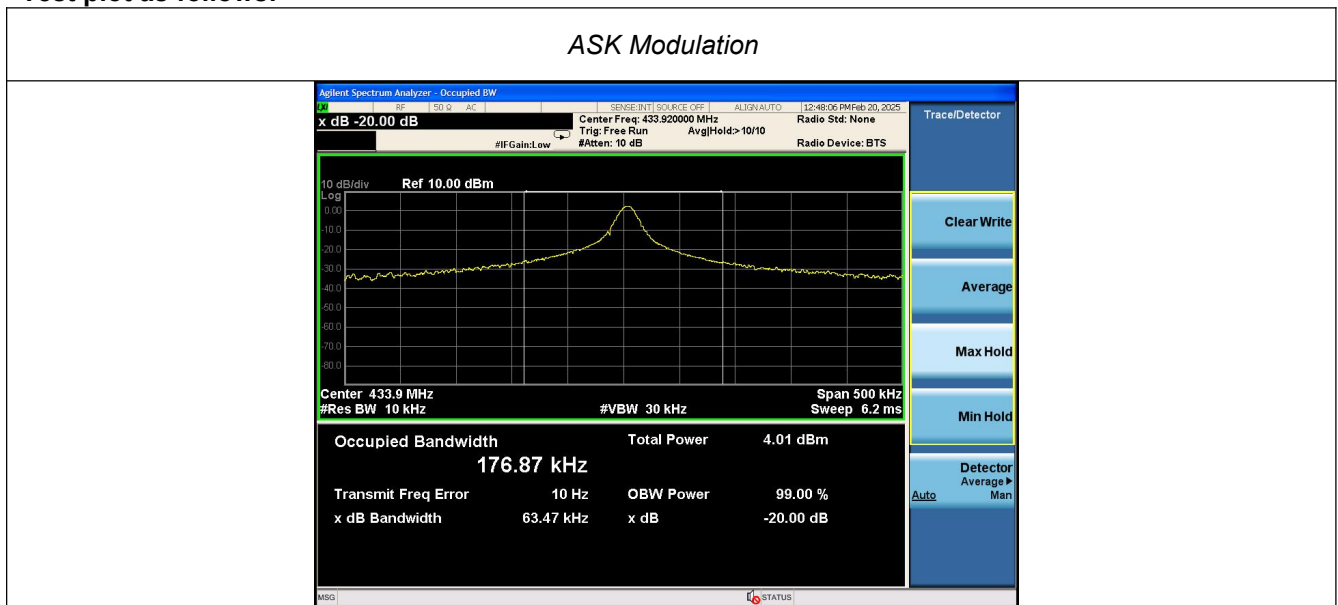 Test plot as follows:
ASK Modulation
Agilent Spectrum Analyzer - Occupied BW
RF 50 Ω AC SENSE:INT SOURCE OFF ALIGN AUTO 12:48:06 PM Feb 20, 2025
x dB -20.00 dB
Center Freq: 433.920000 MHz
Radio Std: None
Trig: Free Run Avg|Hold:> 10/10
#IFGain:Low #Atten: 10 dB Radio Device: BTS
Trace/Detector
10 dB/div Ref 10.00 dBm
Log
0.00
-10.0
-20.0
-30.0
-40.0
-50.0
-60.0
-70.0
-80.0
Center 433.9 MHz Span 500 kHz
#Res BW 10 kHz #VBW 30 kHz Sweep 6.2 ms
Occupied Bandwidth Total Power 4.01 dBm
176.87 kHz
Transmit Freq Error 10 Hz OBW Power 99.00 %
x dB Bandwidth 63.47 kHz x dB -20.00 dB
Clear Write
Average
Max Hold
Min Hold
Detector
Average
Auto Man
MSG STATUS